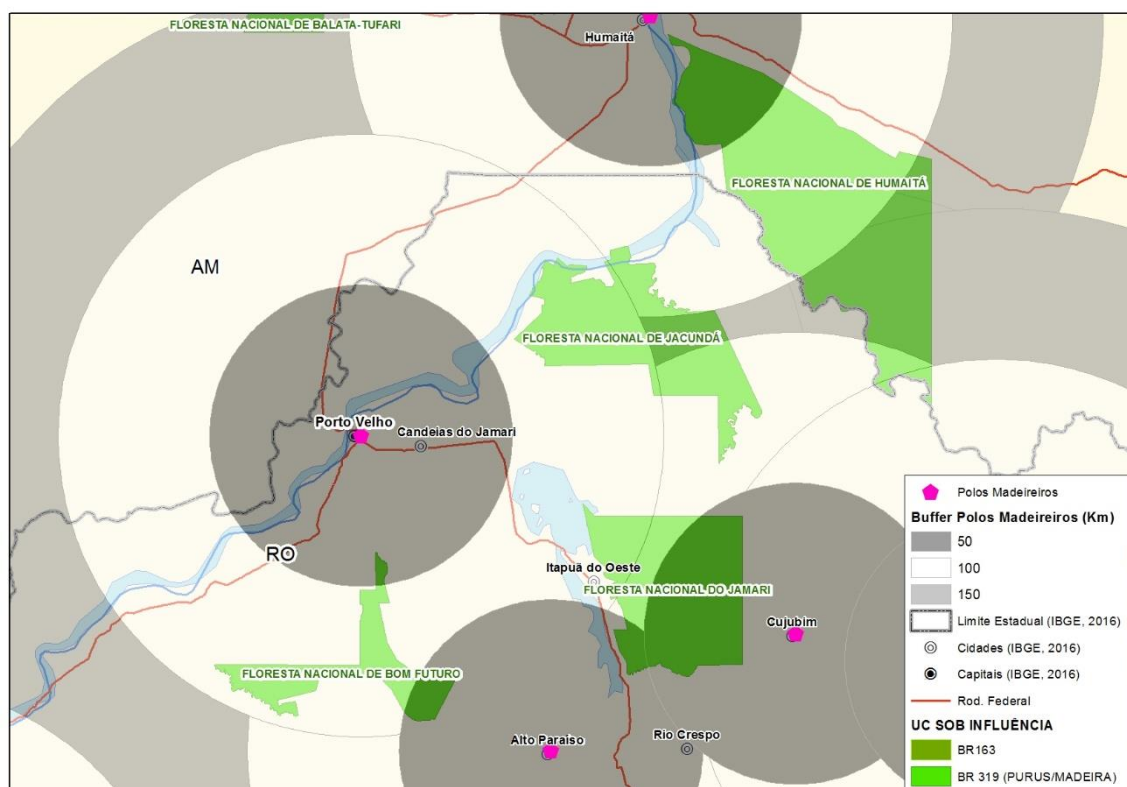 FLORESTA NACIONAL DE BALATA-TUFARI
Humaitá
FLORESTA NACIONAL DE HUMAITÁ
AM
FLORESTA NACIONAL DE JACUNDÁ
Porto Velho
Candeias do Jamari
RO
Itapuã do Oeste
FLORESTA NACIONAL DO JAMARI
Cujubim
FLORESTA NACIONAL DE BOM FUTURO
Alto Paraíso
Rio Crespo
Polos Madeireiros
Buffer Polos Madeireiros (Km)
50
100
150
Limite Estadual (IBGE, 2016)
Cidades (IBGE, 2016)
Capitais (IBGE, 2016)
Rod. Federal
UC SOB INFLUÊNCIA
BR163
BR 319 (PURUS/MADEIRA)